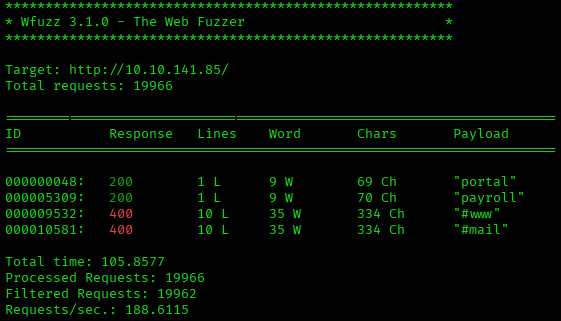 ********************************************************
* Wfuzz 3.1.0 - The Web Fuzzer                         *
********************************************************
Target: http://10.10.141.85/
Total requests: 19966
=====================================================================
ID           Response   Lines    Word       Chars       Payload
=====================================================================
000000048:   200        1 L      9 W        69 Ch       "portal"
000005309:   200        1 L      9 W        70 Ch       "payroll"
000009532:   400        10 L     35 W       334 Ch      "#www"
000010581:   400        10 L     35 W       334 Ch      "#mail"
Total time: 105.8577
Processed Requests: 19966
Filtered Requests: 19962
Requests/sec.: 188.6115